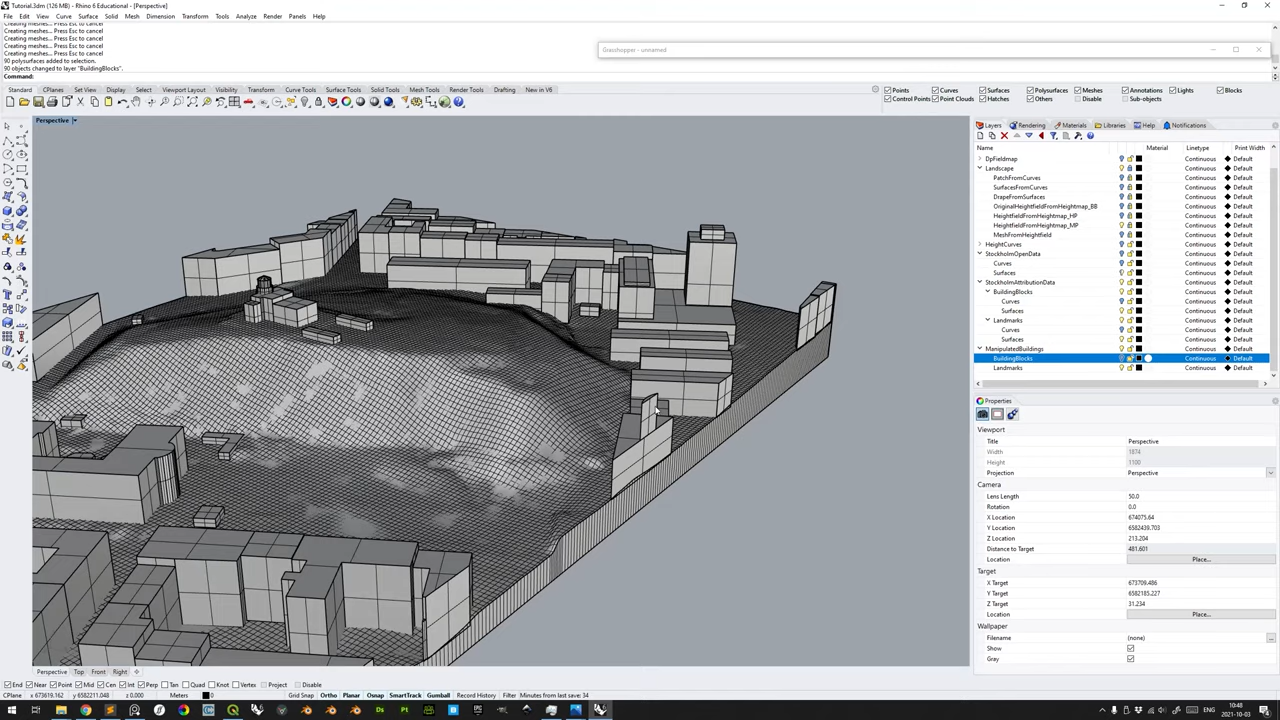 Tutorial.3dm (126 MB) - Rhino 6 Educational - [Perspective]
File Edit View Curve Surface Solid Mesh Dimension Transform Tools Analyze Render Panels Help
Creating meshes... Press Esc to cancel
Creating meshes... Press Esc to cancel
Creating meshes... Press Esc to cancel
Creating meshes... Press Esc to cancel
90 polysurfaces added to selection.
90 objects changed to layer "BuildingBlocks".
Command:
Grasshopper - unnamed
Standard CPlanes Set View Display Select Viewport Layout Visibility Transform Curve Tools Surface Tools Solid Tools Mesh Tools Render Tools Drafting New in V6
Points Curves Surfaces Polysurfaces Meshes Annotations Lights Blocks
Control Points Point Clouds Hatches Others Disable Sub-objects
Perspective
Layers Rendering Materials Libraries Help Notifications
Name Material Linetype Print Width
DpFieldmap Continuous Default
Landscape Continuous Default
PatchFromCurves Continuous Default
SurfacesFromCurves Continuous Default
DrapeFromSurfaces Continuous Default
OriginalHeightfieldFromHeightmap_BB Continuous Default
HeightfieldFromHeightmap_HP Continuous Default
HeightfieldFromHeightmap_MP Continuous Default
MeshFromHeightfield Continuous Default
HeightCurves Continuous Default
StockholmOpenData Continuous Default
Curves Continuous Default
Surfaces Continuous Default
StockholmAttributionData Continuous Default
BuildingBlocks Continuous Default
Curves Continuous Default
Surfaces Continuous Default
Landmarks Continuous Default
Curves Continuous Default
Surfaces Continuous Default
ManipulatedBuildings Continuous Default
BuildingBlocks Continuous Default
Landmarks Continuous Default
Properties
Viewport
Title Perspective
Width 1874
Height 1100
Projection Perspective
Camera
Lens Length 50.0
Rotation 0.0
X Location 674075.64
Y Location 6582439.703
Z Location 213.204
Distance to Target 481.601
Location Place...
Target
X Target 673709.486
Y Target 6582185.227
Z Target 31.234
Location Place...
Wallpaper
Filename (none)
Show
Gray
Perspective Top Front Right
End Near Point Mid Cen Int Perp Tan Quad Knot Vertex Project Disable
CPlane x 673619.162 y 6582211.048 z 0.000 Meters 0 Grid Snap Ortho Planar Osnap SmartTrack Gumball Record History Filter Minutes from last save: 34
ENG 10:48
2021-10-03